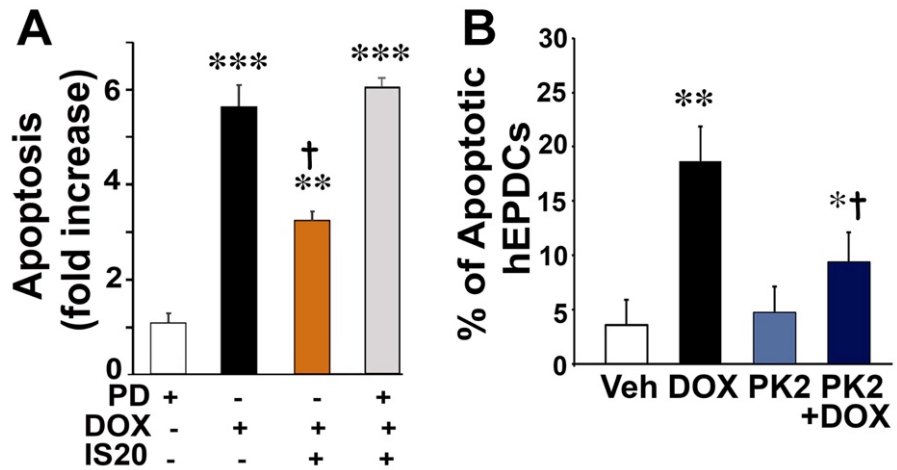 A
Apoptosis
(fold increase)
6
4
2
0
***
†
**
***
PD + - - +
DOX - + + +
IS20 - - + +
B
% of Apoptotic
hEPDCs
30
25
20
15
10
5
0
**
*†
Veh DOX PK2 PK2
+DOX